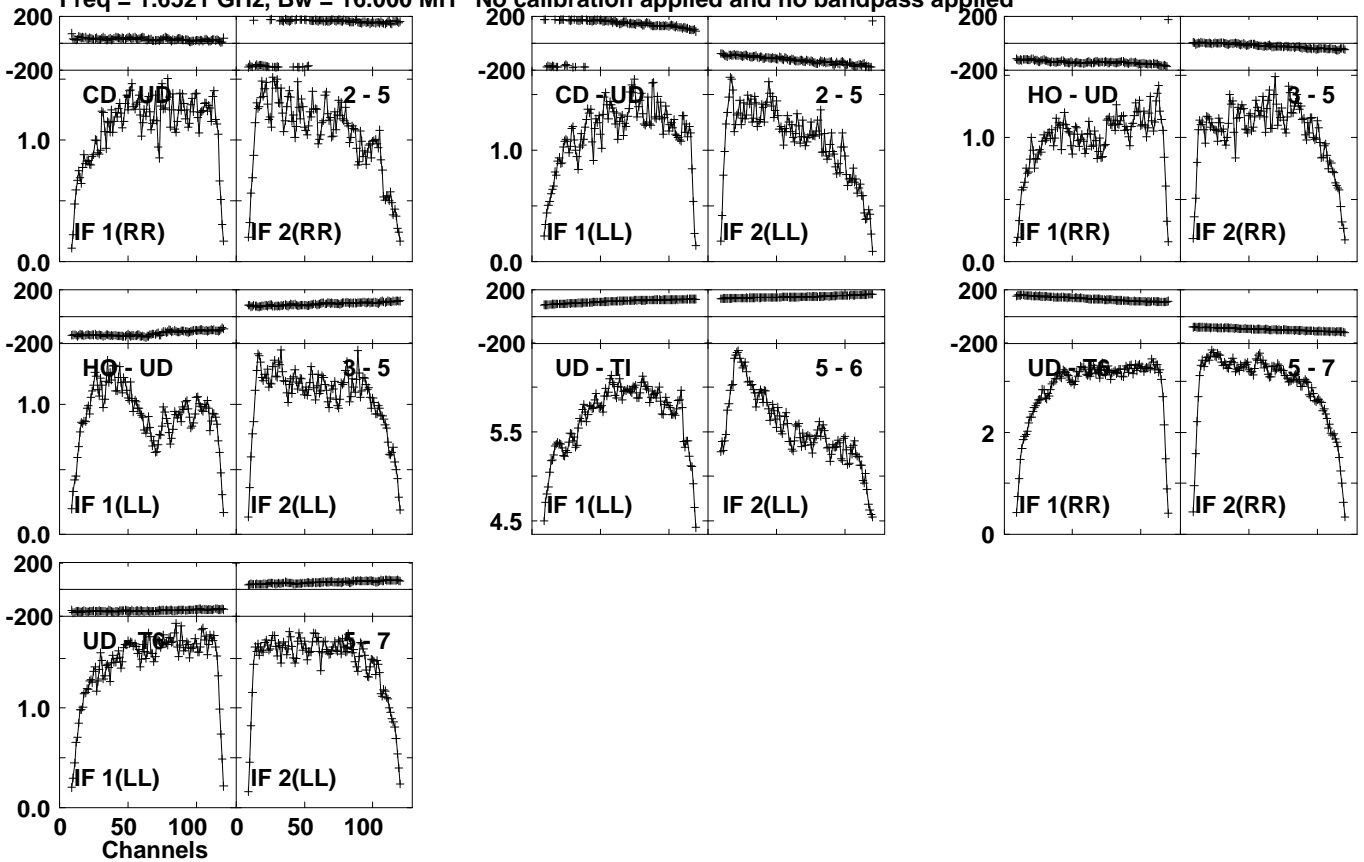 Freq = 1.6521 GHz, Bw = 16.000 MH No calibration applied and no bandpass applied
200
-200
CD - UD 2 - 5
1.0
IF 1(RR) IF 2(RR)
0.0
CD - UD 2 - 5
1.0
IF 1(LL) IF 2(LL)
0.0
HO - UD 3 - 5
1.0
IF 1(RR) IF 2(RR)
0.0
200 200 200
-200 -200 -200
HO - UD 3 - 5
1.0
IF 1(LL) IF 2(LL)
0.0
UD - TI 5 - 6
5.5
IF 1(LL) IF 2(LL)
4.5
UD - T6 5 - 7
2
IF 1(RR) IF 2(RR)
0
200
-200
UD - T6 5 - 7
1.0
IF 1(LL) IF 2(LL)
0.0
0 50 100 0 50 100
Channels